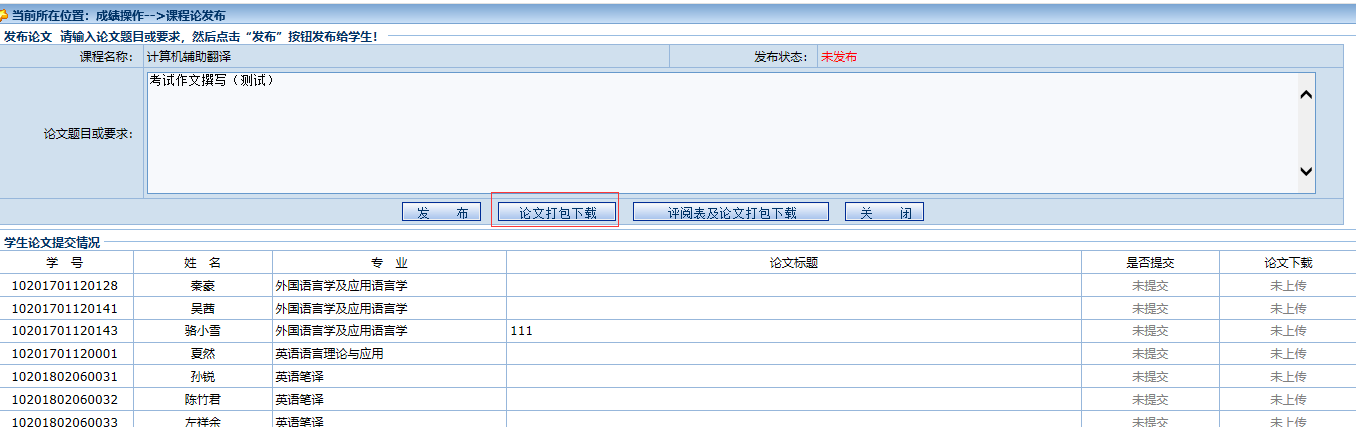 当前所在位置：成绩操作-->课程论发布
发布论文 请输入论文题目或要求，然后点击“发布”按钮发布给学生！
课程名称： 计算机辅助翻译 发布状态： 未发布
考试作文撰写（测试）
论文题目或要求：
发 布 论文打包下载 评阅表及论文打包下载 关 闭
学生论文提交情况
学 号 姓 名 专 业 论文标题 是否提交 论文下载
10201701120128 秦豪 外国语言学及应用语言学 未提交 未上传
10201701120141 吴茜 外国语言学及应用语言学 未提交 未上传
10201701120143 骆小雪 外国语言学及应用语言学 111 未提交 未上传
10201701120001 夏然 英语语言理论与应用 未提交 未上传
10201802060031 孙锐 英语笔译 未提交 未上传
10201802060032 陈竹君 英语笔译 未提交 未上传
10201802060033 左祥余 英语笔译 未提交 未上传